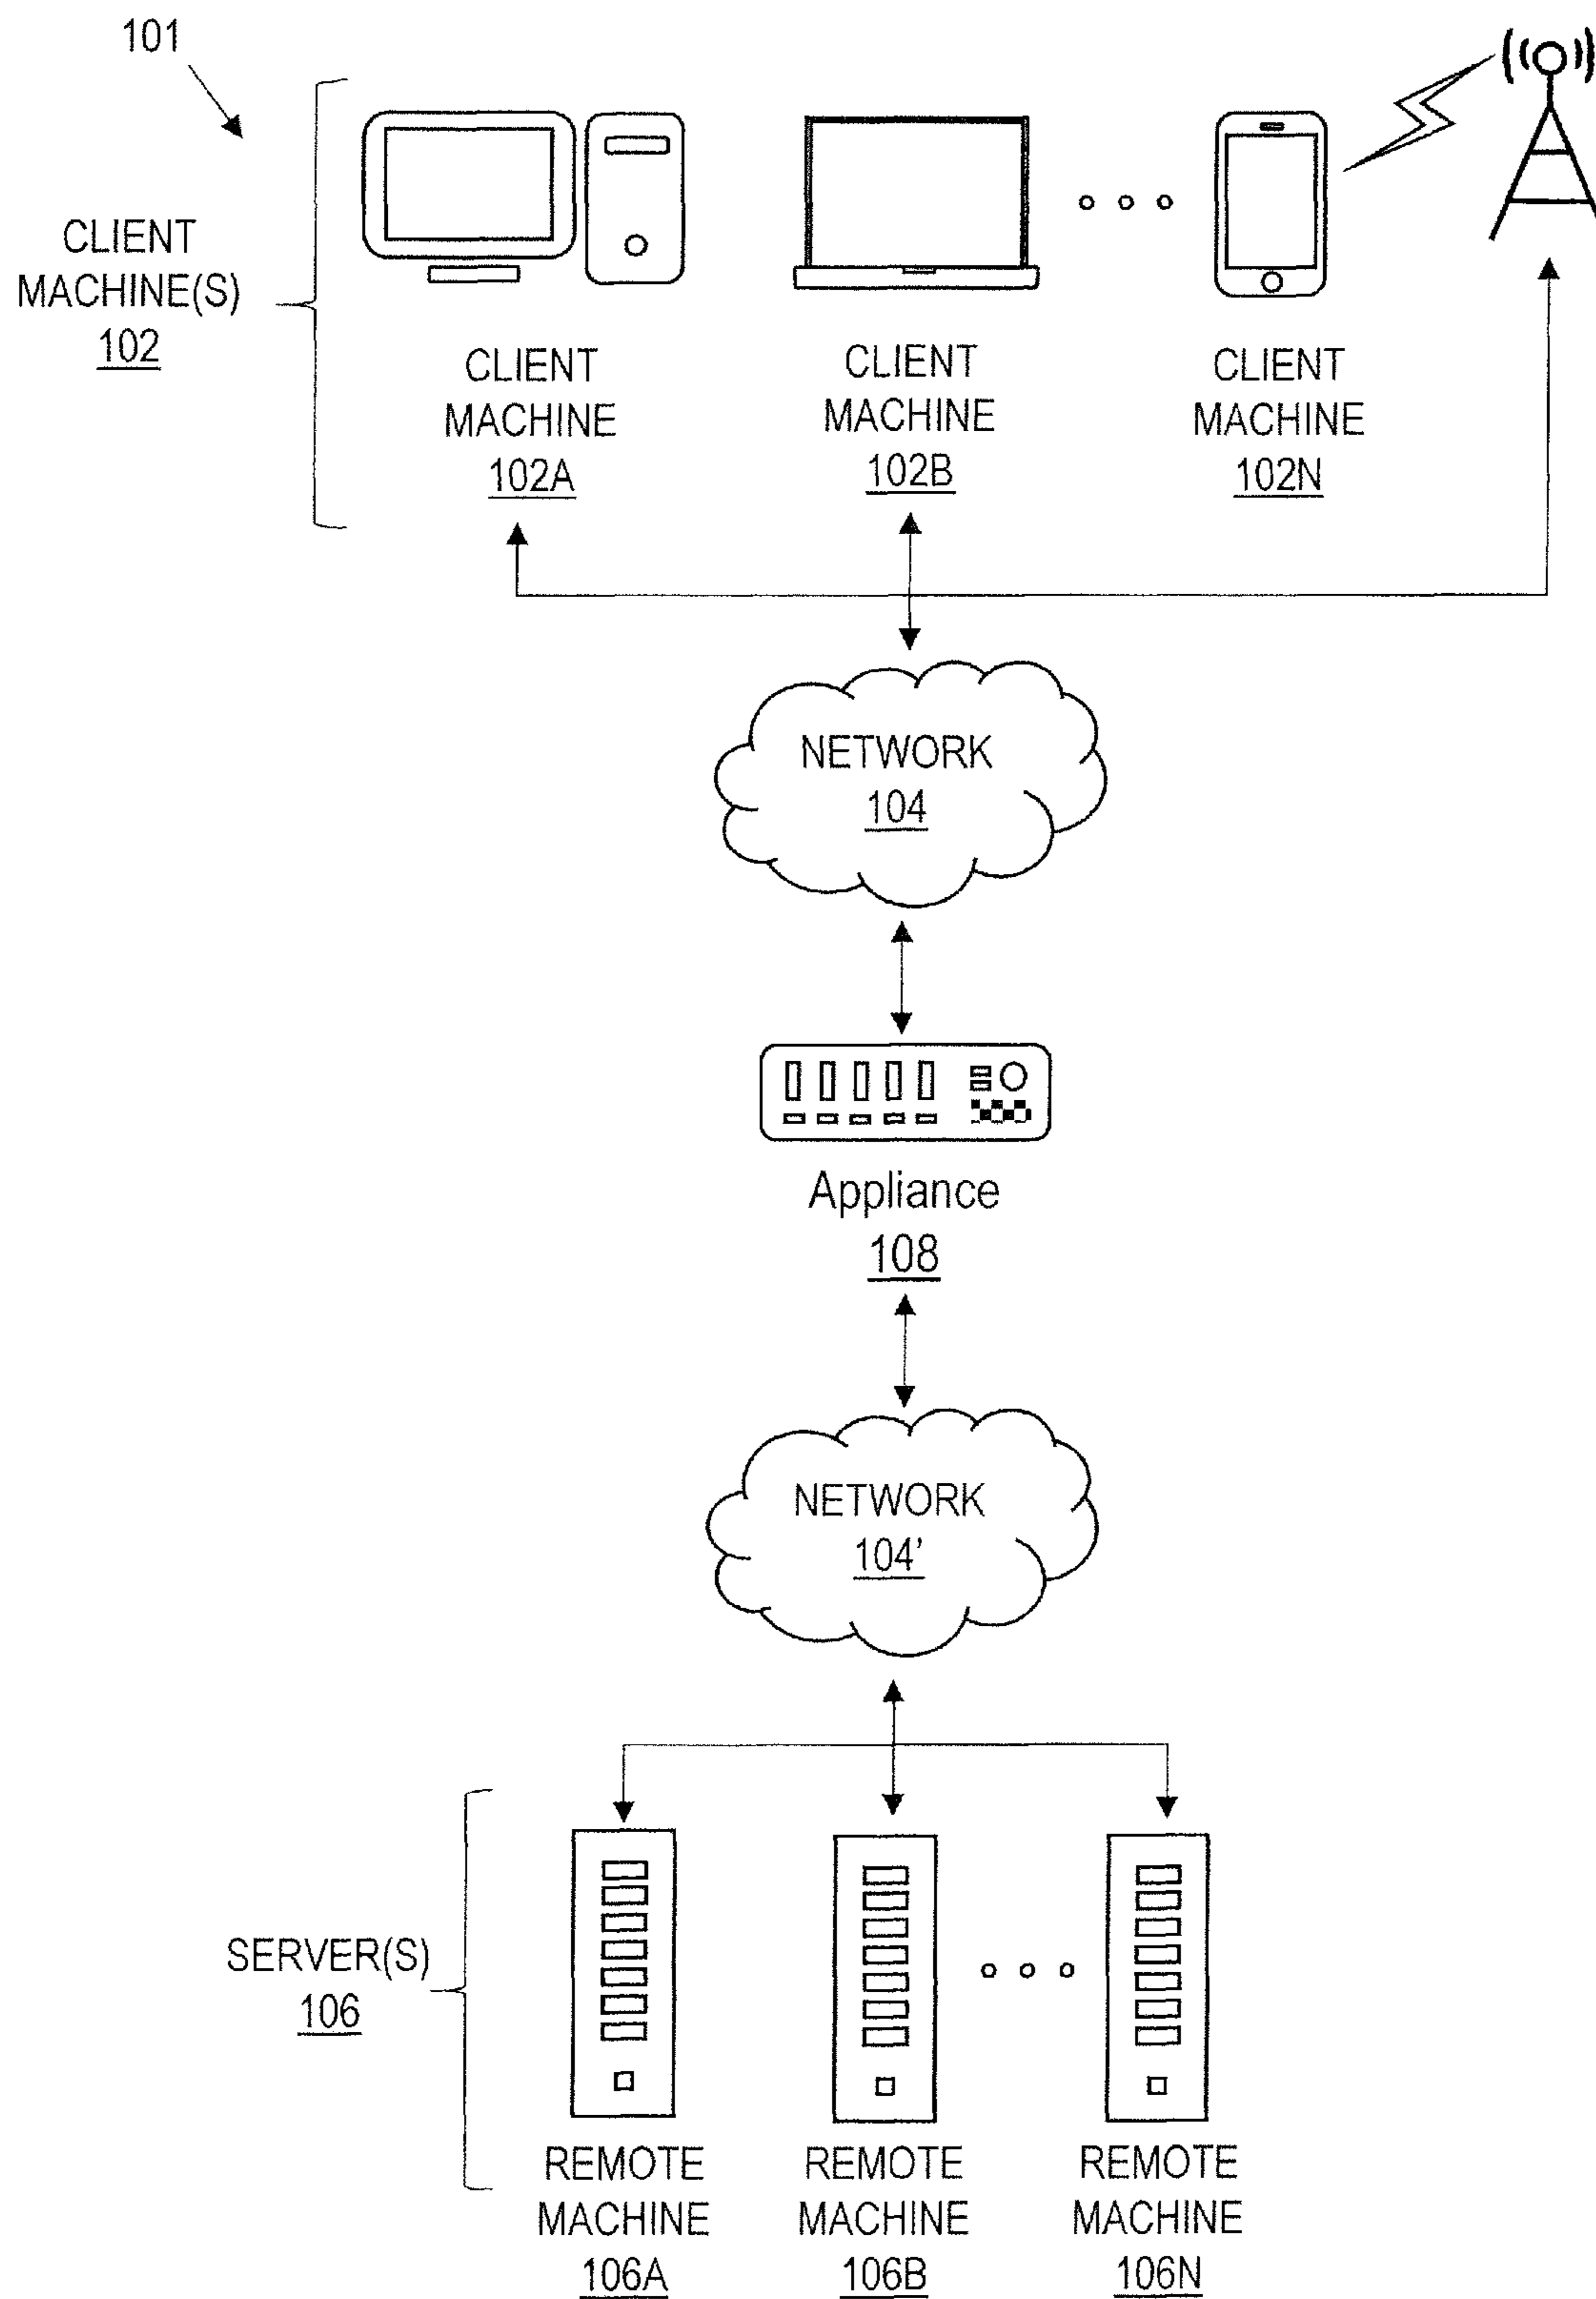 101
CLIENT
MACHINE(S)
102
CLIENT
MACHINE
102A
CLIENT
MACHINE
102B
CLIENT
MACHINE
102N
NETWORK
104
Appliance
108
NETWORK
104'
SERVER(S)
106
REMOTE
MACHINE
106A
REMOTE
MACHINE
106B
REMOTE
MACHINE
106N